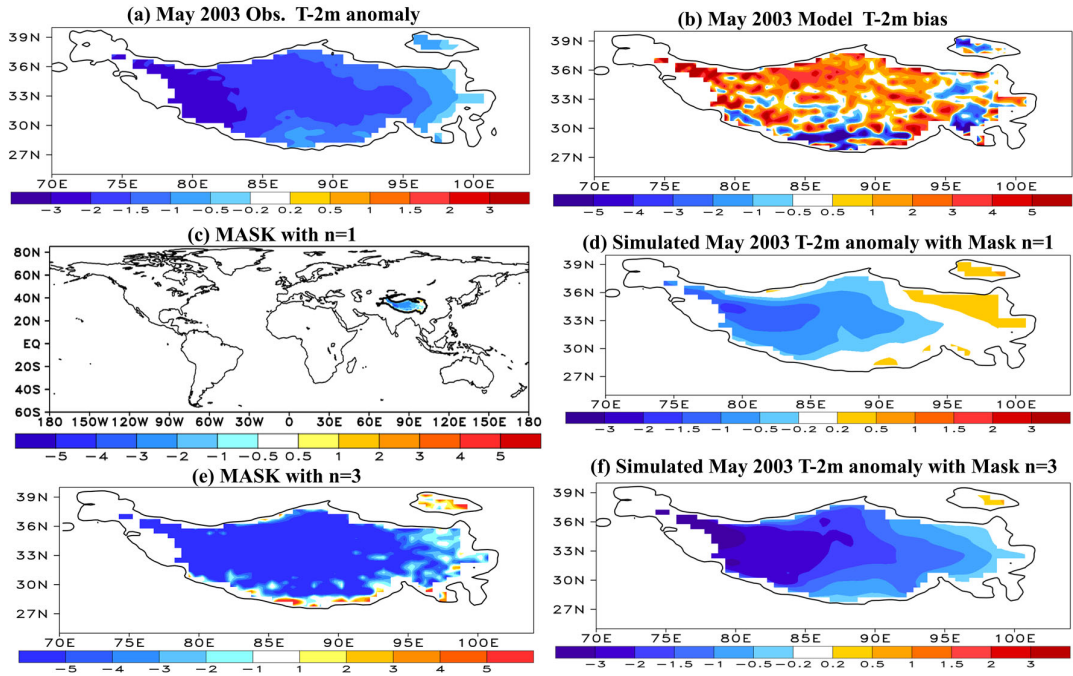 (a) May 2003 Obs. T-2m anomaly
39N
36N
33N
30N
27N
70E 75E 80E 85E 90E 95E 100E
−3 −2 −1.5 −1 −0.5 −0.2 0.2 0.5 1 1.5 2 3
(b) May 2003 Model T-2m bias
39N
36N
33N
30N
27N
70E 75E 80E 85E 90E 95E 100E
−5 −4 −3 −2 −1 −0.5 0.5 1 2 3 4 5
(c) MASK with n=1
80N
60N
40N
20N
EQ
20S
40S
60S
180 150W 120W 90W 60W 30W 0 30E 60E 90E 120E 150E 180
−5 −4 −3 −2 −1 −0.5 0.5 1 2 3 4 5
(d) Simulated May 2003 T-2m anomaly with Mask n=1
39N
36N
33N
30N
27N
70E 75E 80E 85E 90E 95E 100E
−3 −2 −1.5 −1 −0.5 −0.2 0.2 0.5 1 1.5 2 3
(e) MASK with n=3
39N
36N
33N
30N
27N
70E 75E 80E 85E 90E 95E 100E
−5 −4 −3 −2 −1 1 2 3 4 5
(f) Simulated May 2003 T-2m anomaly with Mask n=3
39N
36N
33N
30N
27N
70E 75E 80E 85E 90E 95E 100E
−3 −2 −1.5 −1 −0.5 −0.2 0.2 0.5 1 1.5 2 3